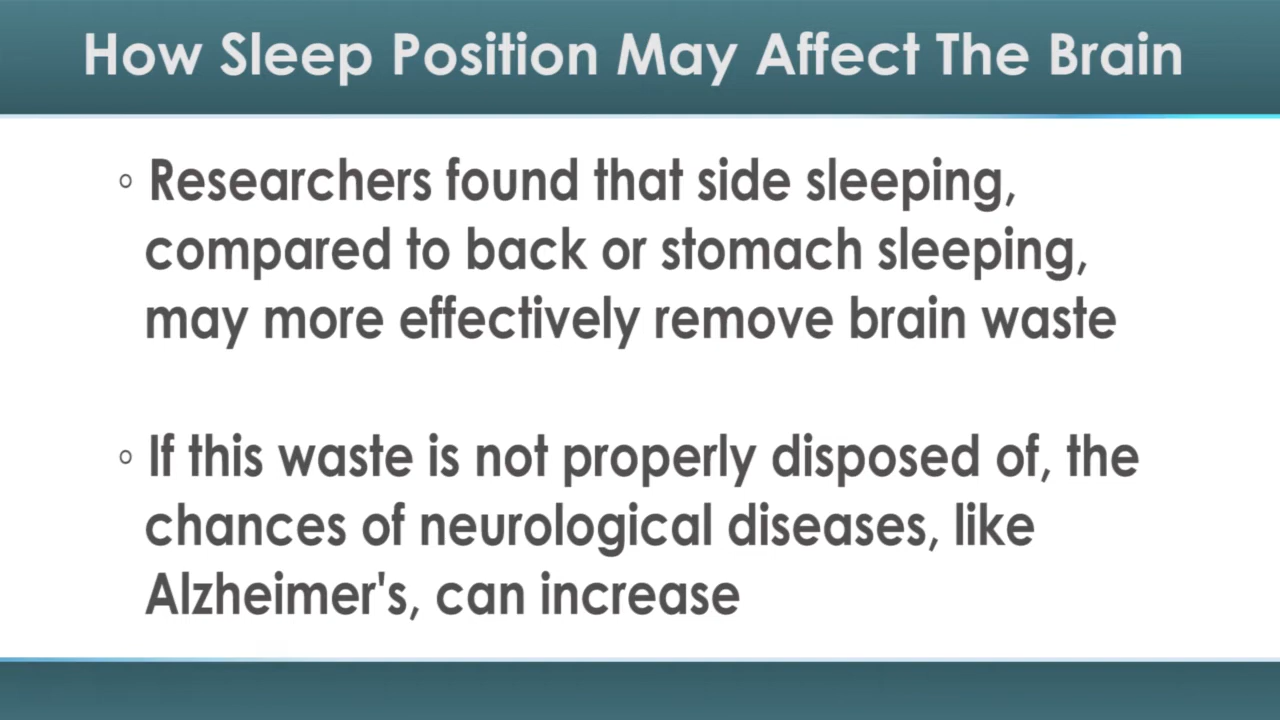 How Sleep Position May Affect The Brain
◦ Researchers found that side sleeping,
compared to back or stomach sleeping,
may more effectively remove brain waste
◦ If this waste is not properly disposed of, the
chances of neurological diseases, like
Alzheimer's, can increase